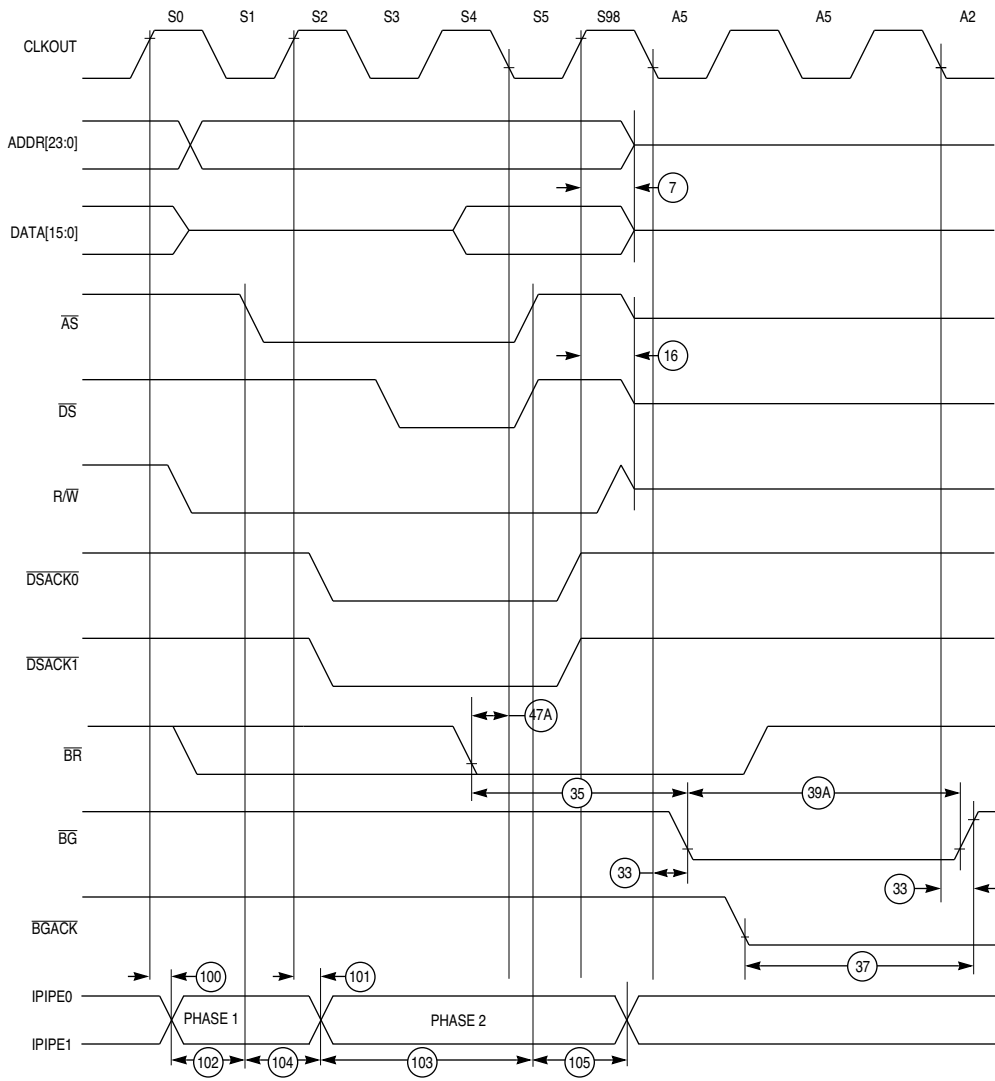 S0 S1 S2 S3 S4 S5 S98 A5 A5 A2
CLKOUT
ADDR[23:0]
7
DATA[15:0]
AS
16
DS
R/W
DSACK0
DSACK1
47A
BR
35 39A
BG
33 33
BGACK
37
100 101
IPIPE0
PHASE 1 PHASE 2
IPIPE1
102 104 103 105